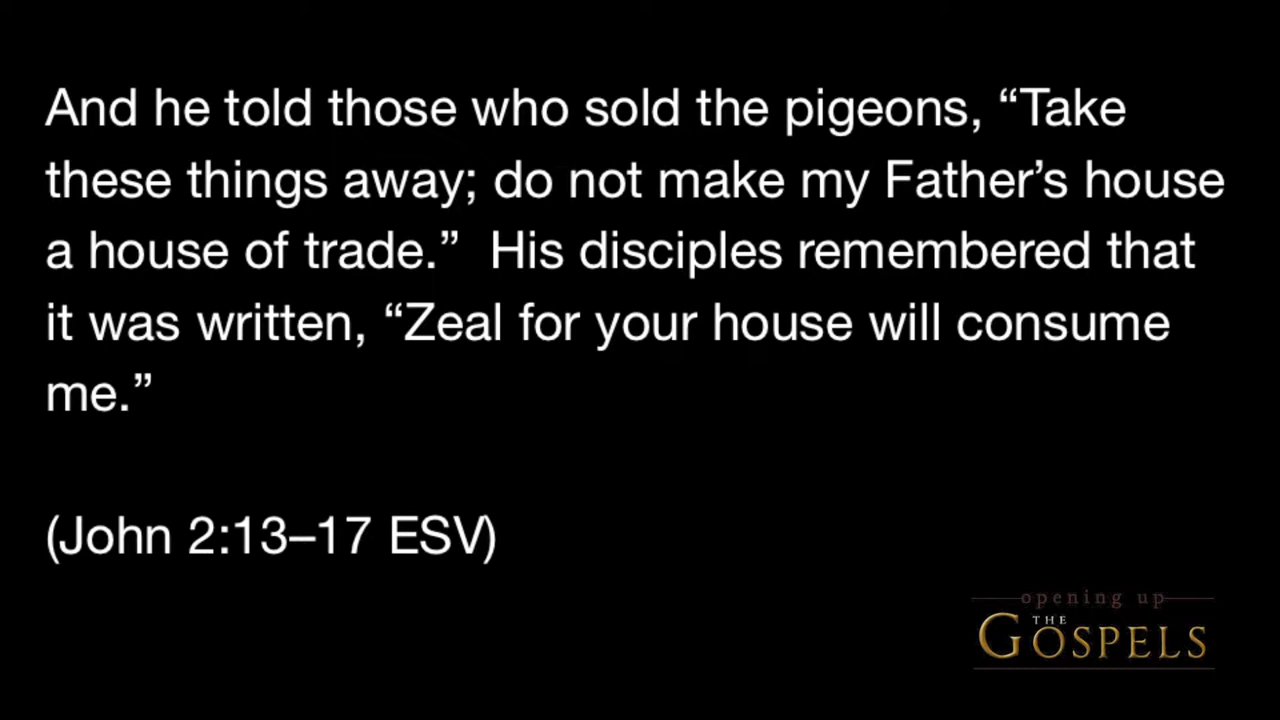 And he told those who sold the pigeons, “Take
these things away; do not make my Father’s house
a house of trade.”  His disciples remembered that
it was written, “Zeal for your house will consume
me.”
(John 2:13–17 ESV)
opening up
THE
GOSPELS